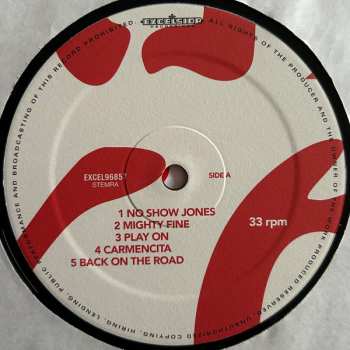 EXCELSIOR
RECORDINGS
ALL RIGHTS OF THE PRODUCER AND THE OWNER OF THE WORK PRODUCED RESERVED. UNAUTHORIZED COPYING, HIRING, LENDING, PUBLIC PERFORMANCE AND BROADCASTING OF THIS RECORD PROHIBITED.
EXCEL96857
STEMRA
SIDE A
1 NO SHOW JONES
2 MIGHTY FINE
3 PLAY ON
4 CARMENCITA
5 BACK ON THE ROAD
33 rpm